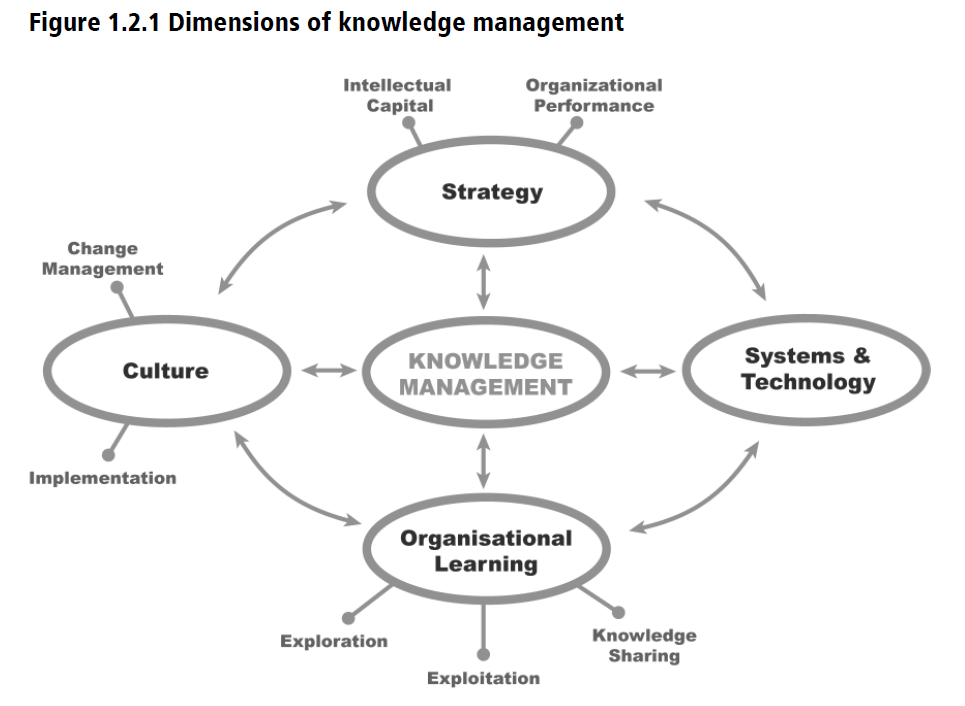 Figure 1.2.1 Dimensions of knowledge management
Intellectual
Capital
Organizational
Performance
Strategy
Change
Management
Culture
KNOWLEDGE
MANAGEMENT
Systems &
Technology
Implementation
Organisational
Learning
Exploration
Exploitation
Knowledge
Sharing